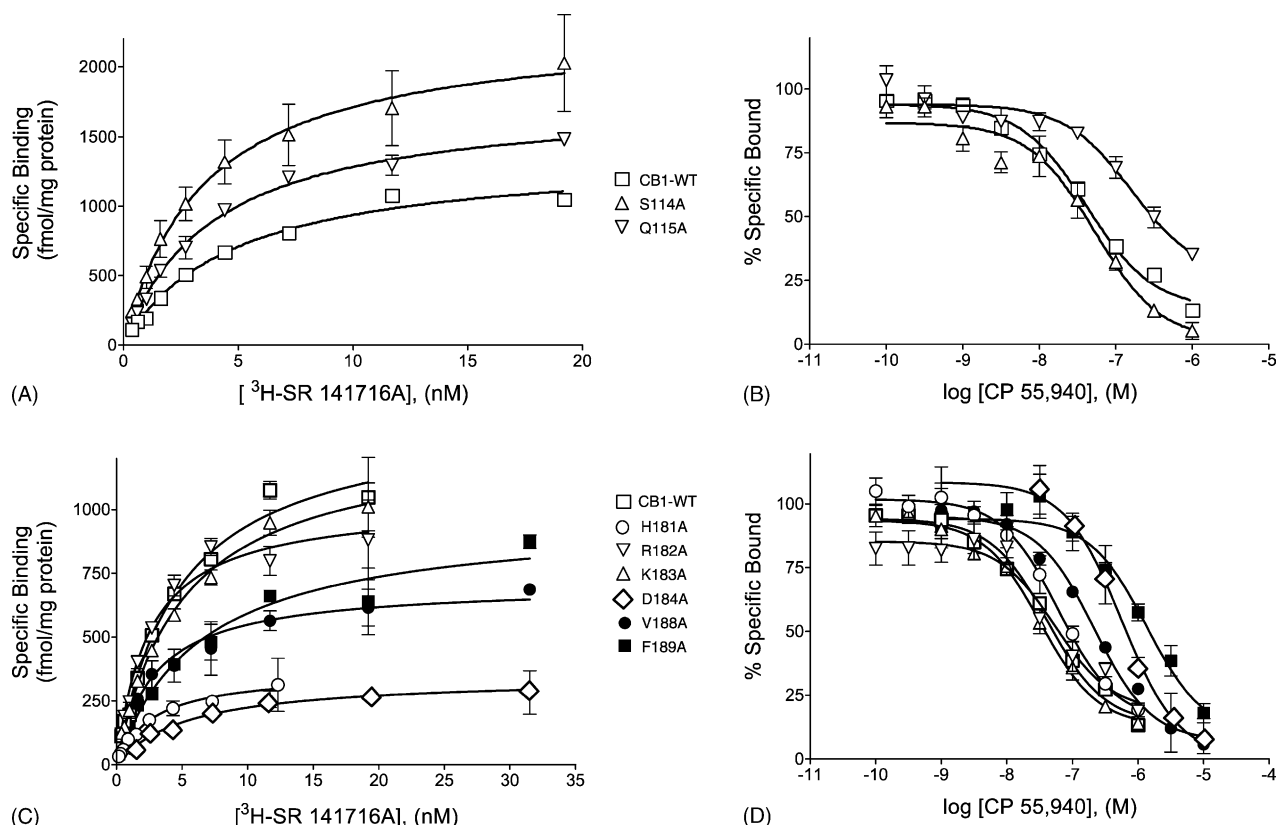 2000
1500
1000
500
0
0
5
10
15
20
Specific Binding
(fmol/mg protein)
[ ³H-SR 141716A], (nM)
(A)
CB1-WT
S114A
Q115A
100
75
50
25
0
-11
-10
-9
-8
-7
-6
-5
% Specific Bound
log [CP 55,940], (M)
(B)
1000
750
500
250
0
0
5
10
15
20
25
30
35
Specific Binding
(fmol/mg protein)
[³H-SR 141716A], (nM)
(C)
CB1-WT
H181A
R182A
K183A
D184A
V188A
F189A
100
75
50
25
0
-11
-10
-9
-8
-7
-6
-5
-4
% Specific Bound
log [CP 55,940], (M)
(D)